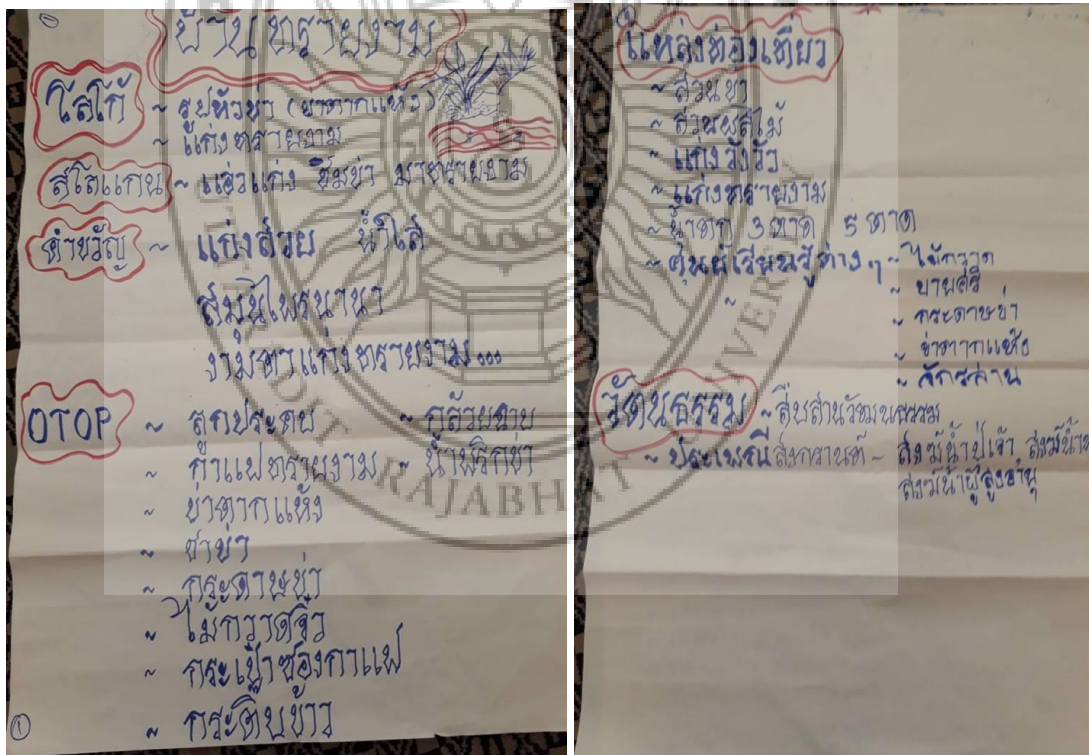 บ้านทรายงาม
โลโก้ ~ รูปหัวข่า (ข่าตากแห้ง)
~ แก่งทรายงาม
สโลแกน ~ แอ่วแก่ง ชิมข่า มาทรายงาม
คำขวัญ ~ แก่งสวย น้ำใส
สมุนไพรนานา
งามตาแก่งทรายงาม...
OTOP ~ ลูกประคบ ~ กล้วยฉาบ
~ กาแฟทรายงาม ~ น้ำพริกข่า
~ ข่าตากแห้ง
~ ชาข่า
~ กระดาษข่า
~ ไม้กวาดจิ๋ว
~ กระเป๋าซองกาแฟ
~ กระติบข้าว
①
แหล่งท่องเที่ยว
~ สวนข่า
~ สวนผลไม้
~ แก่งวังวัว
~ แก่งทรายงาม
~ น้ำตก 3 ตาด 5 ตาด
~ ศูนย์เรียนรู้ต่างๆ ~ ไม้กวาด
~ บายศรี
~ กระดาษข่า
~ ข่าตากแห้ง
~ จักรสาน
วัฒนธรรม ~ สืบสานวัฒนธรรม
~ ประเพณีสงกรานต์ ~ สงฆ์น้ำปู่เจ้า สงฆ์น้ำ
สงฆ์น้ำผู้สูงอายุ
RAJABHAT